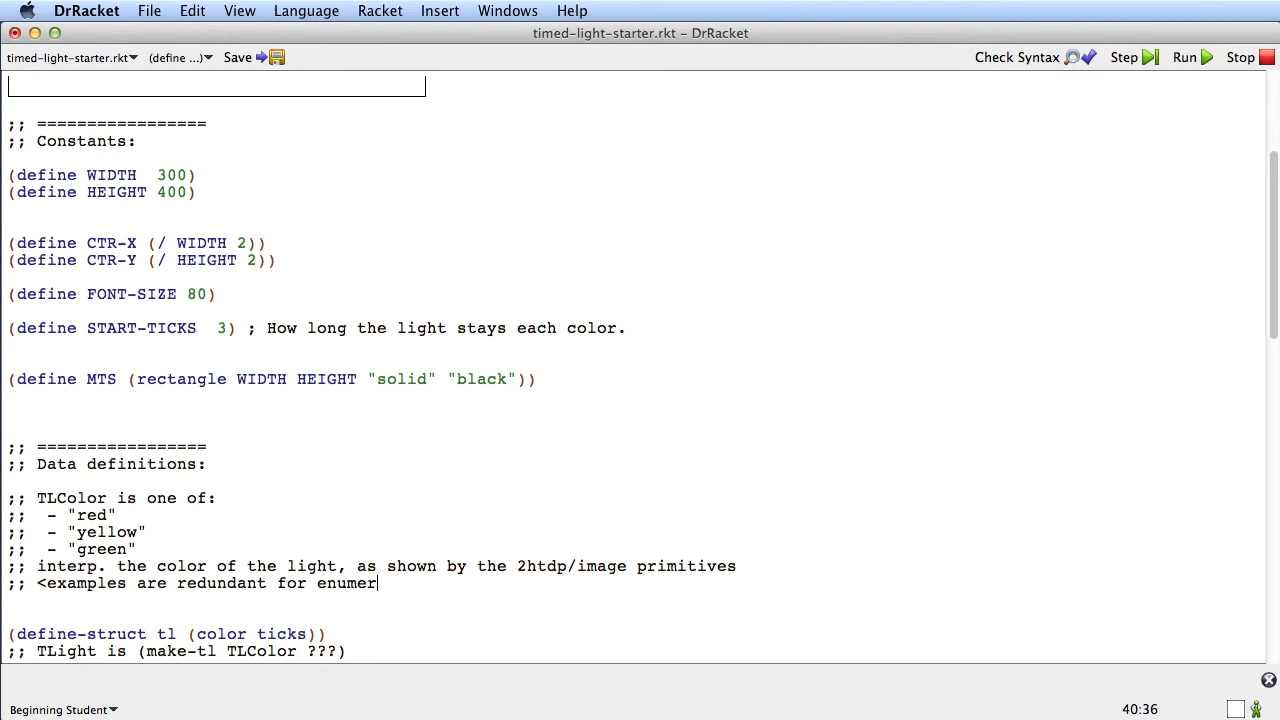 DrRacket File Edit View Language Racket Insert Windows Help
timed-light-starter.rkt - DrRacket
timed-light-starter.rkt (define ...) Save Check Syntax Step Run Stop
;; =================
;; Constants:
(define WIDTH  300)
(define HEIGHT 400)
(define CTR-X (/ WIDTH 2))
(define CTR-Y (/ HEIGHT 2))
(define FONT-SIZE 80)
(define START-TICKS  3) ; How long the light stays each color.
(define MTS (rectangle WIDTH HEIGHT "solid" "black"))
;; =================
;; Data definitions:
;; TLColor is one of:
;;  - "red"
;;  - "yellow"
;;  - "green"
;; interp. the color of the light, as shown by the 2htdp/image primitives
;; <examples are redundant for enumer
(define-struct tl (color ticks))
;; TLight is (make-tl TLColor ???)
Beginning Student 40:36